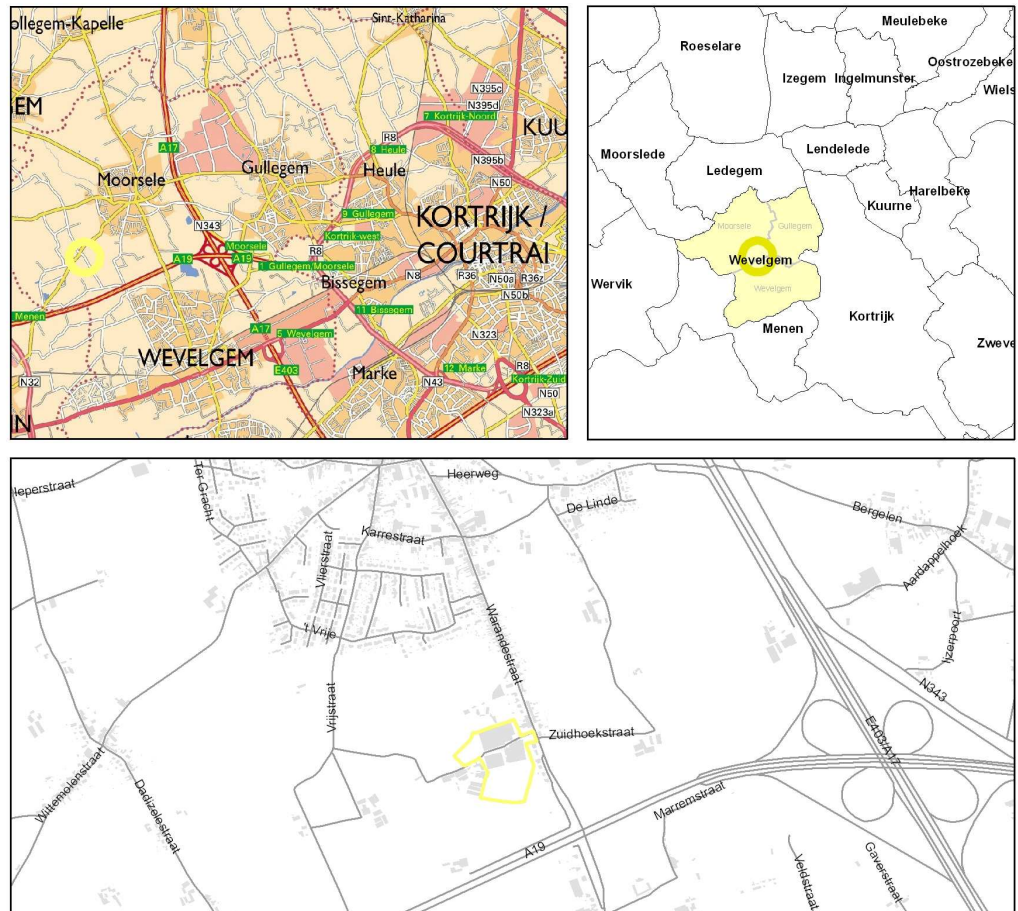 ollegem-Kapelle
Sint-Katharina
EM
N395c
N395d
7 Kortrijk-Noord
KUU
R8
A17
8 Heule
Gullegem
Heule
N395b
Moorsele
N50
9 Gullegem
KORTRIJK /
COURTRAI
N343
Kortrijk-west
Moorsele
R8
A19
A19
1 Gullegem/Moorsele
N8
R36
N50a
R36z
Bissegem
N50b
Menen
11 Bissegem
A17
5 Wevelgem
N323
WEVELGEM
E403
12 Marke
R8
Marke
Kortrijk-Zuid
N32
N43
N50
N323a
IN
Meulebeke
Roeselare
Oostrozebeke
Izegem
Ingelmunster
Wiels
Moorslede
Lendelede
Ledegem
Harelbeke
Kuurne
Moorsele
Gullegem
Wevelgem
Wervik
Wevelgem
Kortrijk
Menen
Zweve
Ieperstraat
Ter Gracht
Heerweg
De Linde
Bergelen
Karrestraat
Vlierstraat
Aardappelhoek
't Vrije
Warandestraat
Ijzerpoort
Vrijstraat
N343
Zuidhoekstraat
E403/A17
Wittemolenstraat
Dadizelestraat
Marremstraat
A19
Veldstraat
Gaverstraat